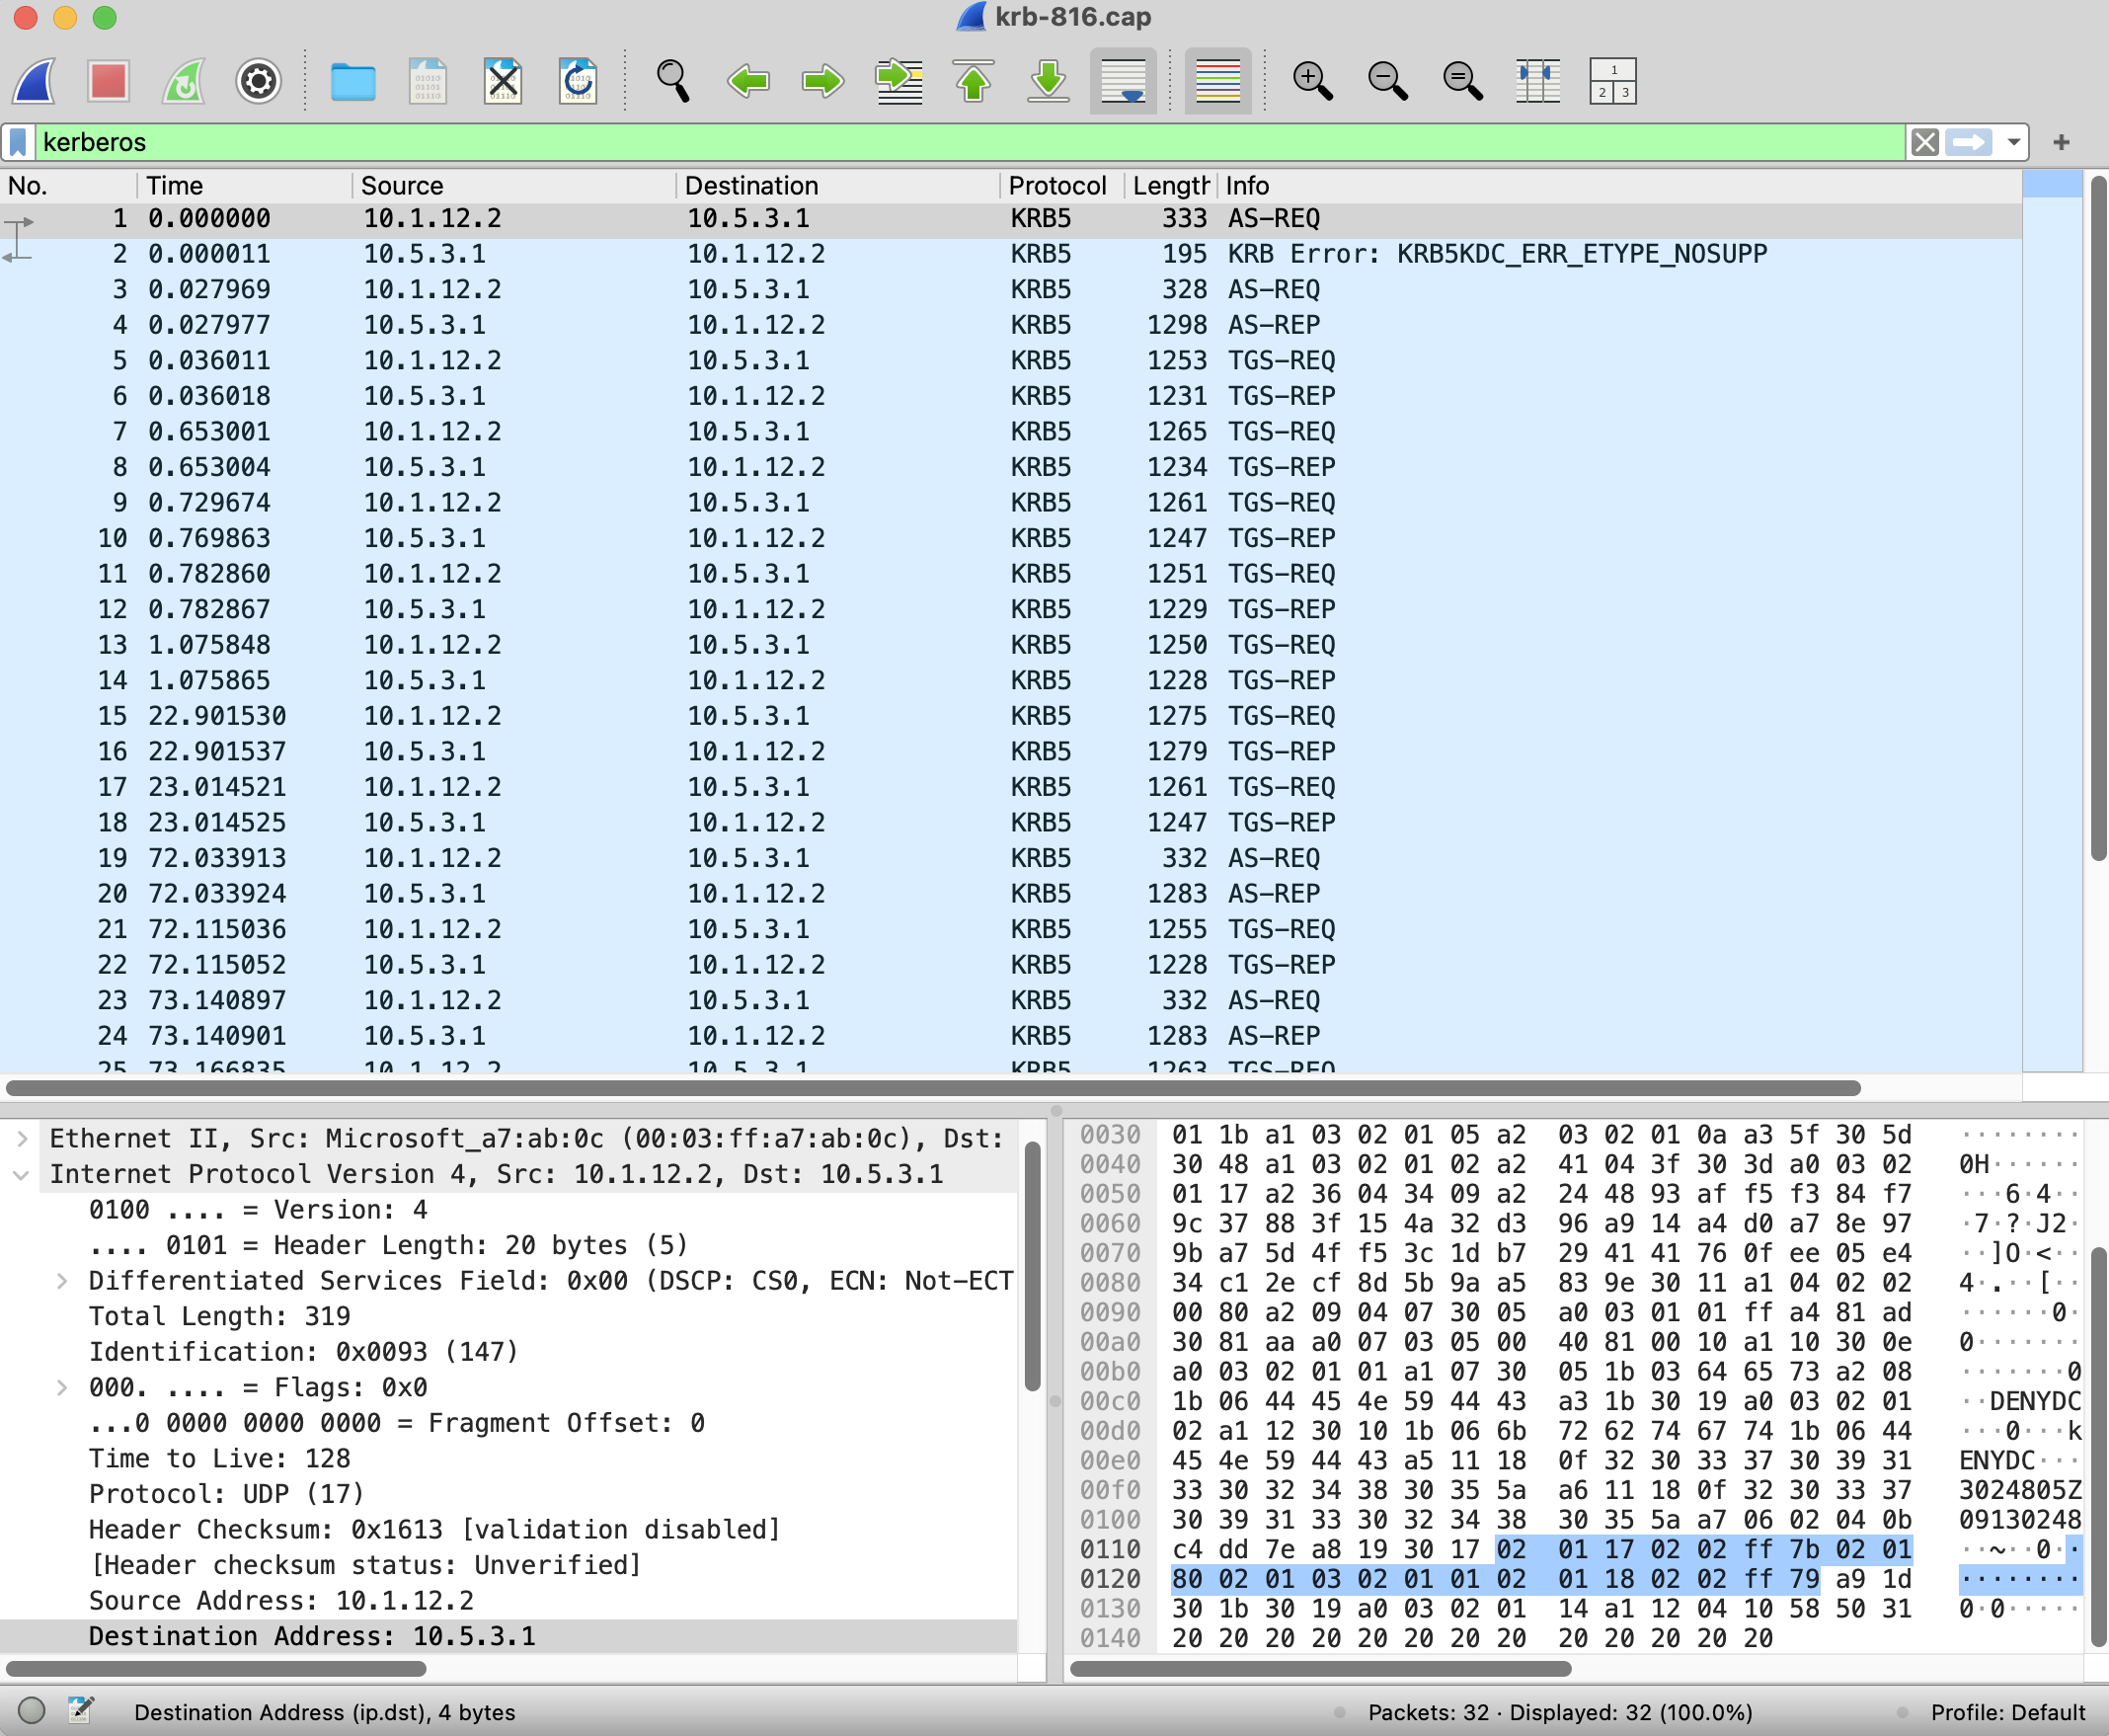 krb-816.cap
kerberos
No. Time Source Destination Protocol Length Info
1 0.000000 10.1.12.2 10.5.3.1 KRB5 333 AS-REQ
2 0.000011 10.5.3.1 10.1.12.2 KRB5 195 KRB Error: KRB5KDC_ERR_ETYPE_NOSUPP
3 0.027969 10.1.12.2 10.5.3.1 KRB5 328 AS-REQ
4 0.027977 10.5.3.1 10.1.12.2 KRB5 1298 AS-REP
5 0.036011 10.1.12.2 10.5.3.1 KRB5 1253 TGS-REQ
6 0.036018 10.5.3.1 10.1.12.2 KRB5 1231 TGS-REP
7 0.653001 10.1.12.2 10.5.3.1 KRB5 1265 TGS-REQ
8 0.653004 10.5.3.1 10.1.12.2 KRB5 1234 TGS-REP
9 0.729674 10.1.12.2 10.5.3.1 KRB5 1261 TGS-REQ
10 0.769863 10.5.3.1 10.1.12.2 KRB5 1247 TGS-REP
11 0.782860 10.1.12.2 10.5.3.1 KRB5 1251 TGS-REQ
12 0.782867 10.5.3.1 10.1.12.2 KRB5 1229 TGS-REP
13 1.075848 10.1.12.2 10.5.3.1 KRB5 1250 TGS-REQ
14 1.075865 10.5.3.1 10.1.12.2 KRB5 1228 TGS-REP
15 22.901530 10.1.12.2 10.5.3.1 KRB5 1275 TGS-REQ
16 22.901537 10.5.3.1 10.1.12.2 KRB5 1279 TGS-REP
17 23.014521 10.1.12.2 10.5.3.1 KRB5 1261 TGS-REQ
18 23.014525 10.5.3.1 10.1.12.2 KRB5 1247 TGS-REP
19 72.033913 10.1.12.2 10.5.3.1 KRB5 332 AS-REQ
20 72.033924 10.5.3.1 10.1.12.2 KRB5 1283 AS-REP
21 72.115036 10.1.12.2 10.5.3.1 KRB5 1255 TGS-REQ
22 72.115052 10.5.3.1 10.1.12.2 KRB5 1228 TGS-REP
23 73.140897 10.1.12.2 10.5.3.1 KRB5 332 AS-REQ
24 73.140901 10.5.3.1 10.1.12.2 KRB5 1283 AS-REP
25 73.166835 10.1.12.2 10.5.3.1 KRB5 1263 TGS-REQ
Ethernet II, Src: Microsoft_a7:ab:0c (00:03:ff:a7:ab:0c), Dst:
Internet Protocol Version 4, Src: 10.1.12.2, Dst: 10.5.3.1
0100 .... = Version: 4
.... 0101 = Header Length: 20 bytes (5)
Differentiated Services Field: 0x00 (DSCP: CS0, ECN: Not-ECT
Total Length: 319
Identification: 0x0093 (147)
000. .... = Flags: 0x0
...0 0000 0000 0000 = Fragment Offset: 0
Time to Live: 128
Protocol: UDP (17)
Header Checksum: 0x1613 [validation disabled]
[Header checksum status: Unverified]
Source Address: 10.1.12.2
Destination Address: 10.5.3.1
0030 01 1b a1 03 02 01 05 a2 03 02 01 0a a3 5f 30 5d ········
0040 30 48 a1 03 02 01 02 a2 41 04 3f 30 3d a0 03 02 0H······
0050 01 17 a2 36 04 34 09 a2 24 48 93 af f5 f3 84 f7 ···6·4··
0060 9c 37 88 3f 15 4a 32 d3 96 a9 14 a4 d0 a7 8e 97 ·7·?·J2·
0070 9b a7 5d 4f f5 3c 1d b7 29 41 41 76 0f ee 05 e4 ··]O·<··
0080 34 c1 2e cf 8d 5b 9a a5 83 9e 30 11 a1 04 02 02 4·.··[··
0090 00 80 a2 09 04 07 30 05 a0 03 01 01 ff a4 81 ad ······0·
00a0 30 81 aa a0 07 03 05 00 40 81 00 10 a1 10 30 0e 0·······
00b0 a0 03 02 01 01 a1 07 30 05 1b 03 64 65 73 a2 08 ·······0
00c0 1b 06 44 45 4e 59 44 43 a3 1b 30 19 a0 03 02 01 ··DENYDC
00d0 02 a1 12 30 10 1b 06 6b 72 62 74 67 74 1b 06 44 ···0···k
00e0 45 4e 59 44 43 a5 11 18 0f 32 30 33 37 30 39 31 ENYDC···
00f0 33 30 32 34 38 30 35 5a a6 11 18 0f 32 30 33 37 3024805Z
0100 30 39 31 33 30 32 34 38 30 35 5a a7 06 02 04 0b 09130248
0110 c4 dd 7e a8 19 30 17 02 01 17 02 02 ff 7b 02 01 ··~··0··
0120 80 02 01 03 02 01 01 02 01 18 02 02 ff 79 a9 1d ········
0130 30 1b 30 19 a0 03 02 01 14 a1 12 04 10 58 50 31 0·0·····
0140 20 20 20 20 20 20 20 20 20 20 20 20 20
Destination Address (ip.dst), 4 bytes
Packets: 32 · Displayed: 32 (100.0%)
Profile: Default